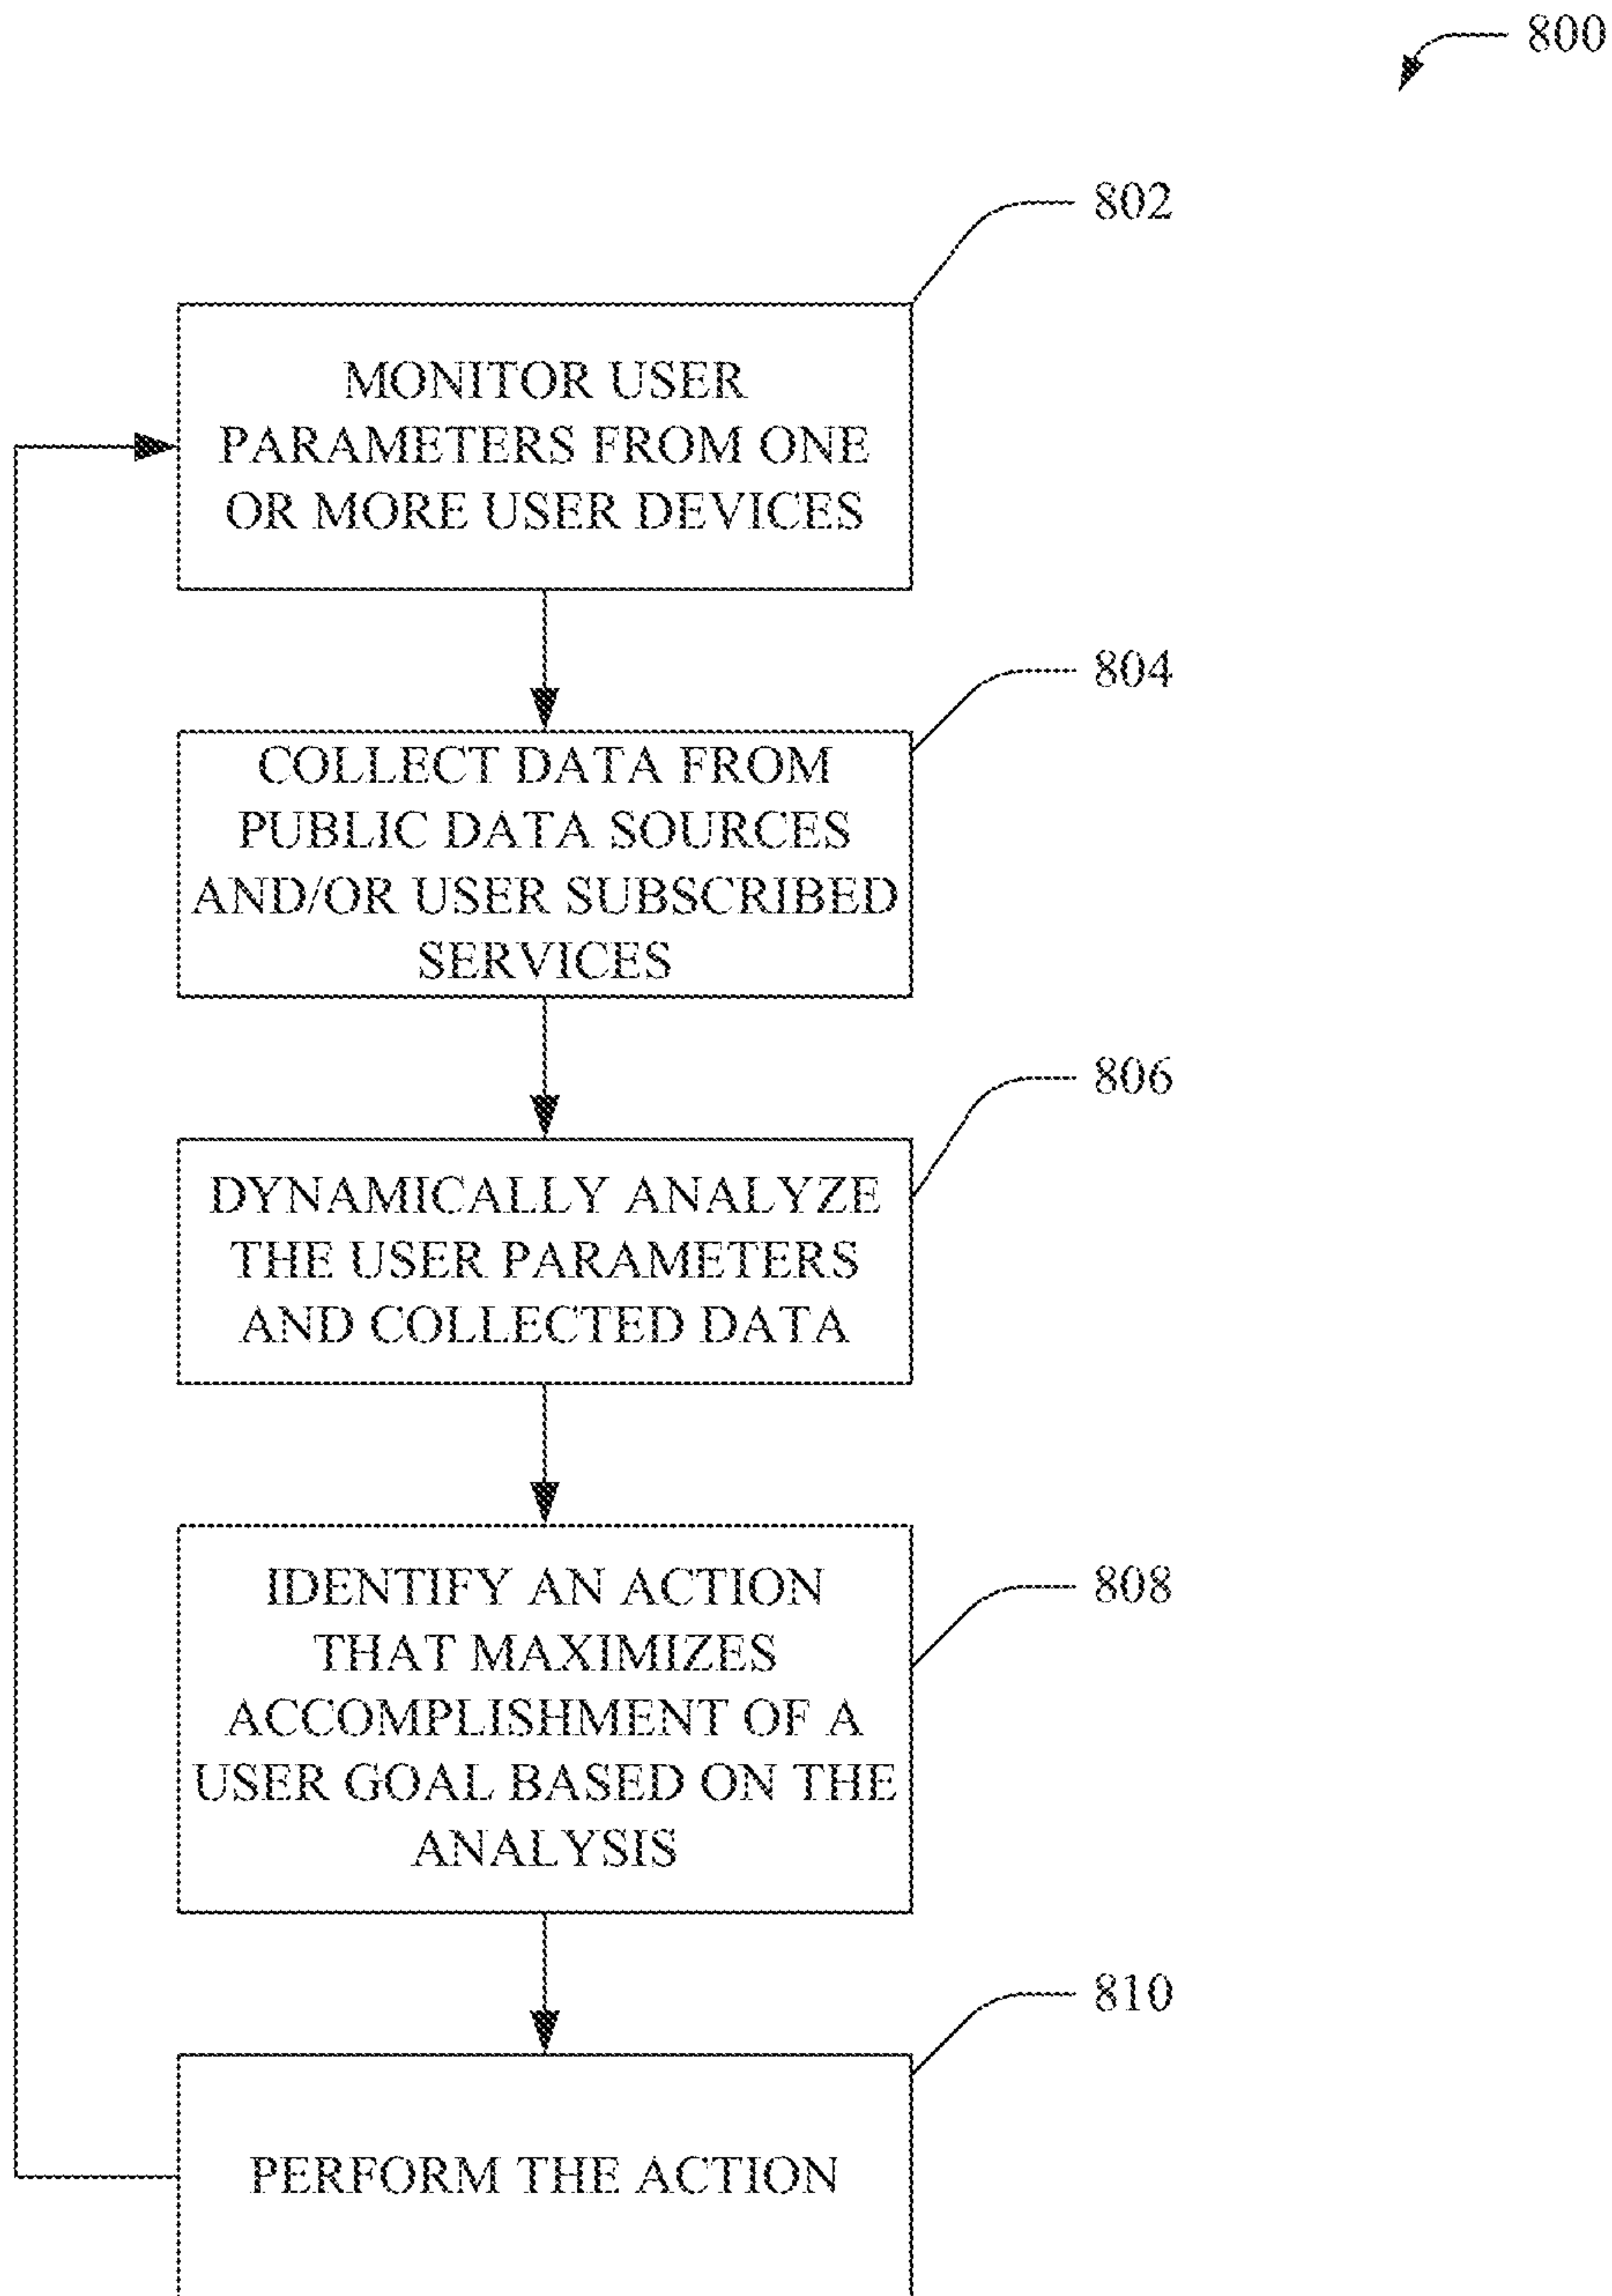 800
802
MONITOR USER
PARAMETERS FROM ONE
OR MORE USER DEVICES
804
COLLECT DATA FROM
PUBLIC DATA SOURCES
AND/OR USER SUBSCRIBED
SERVICES
806
DYNAMICALLY ANALYZE
THE USER PARAMETERS
AND COLLECTED DATA
808
IDENTIFY AN ACTION
THAT MAXIMIZES
ACCOMPLISHMENT OF A
USER GOAL BASED ON THE
ANALYSIS
810
PERFORM THE ACTION